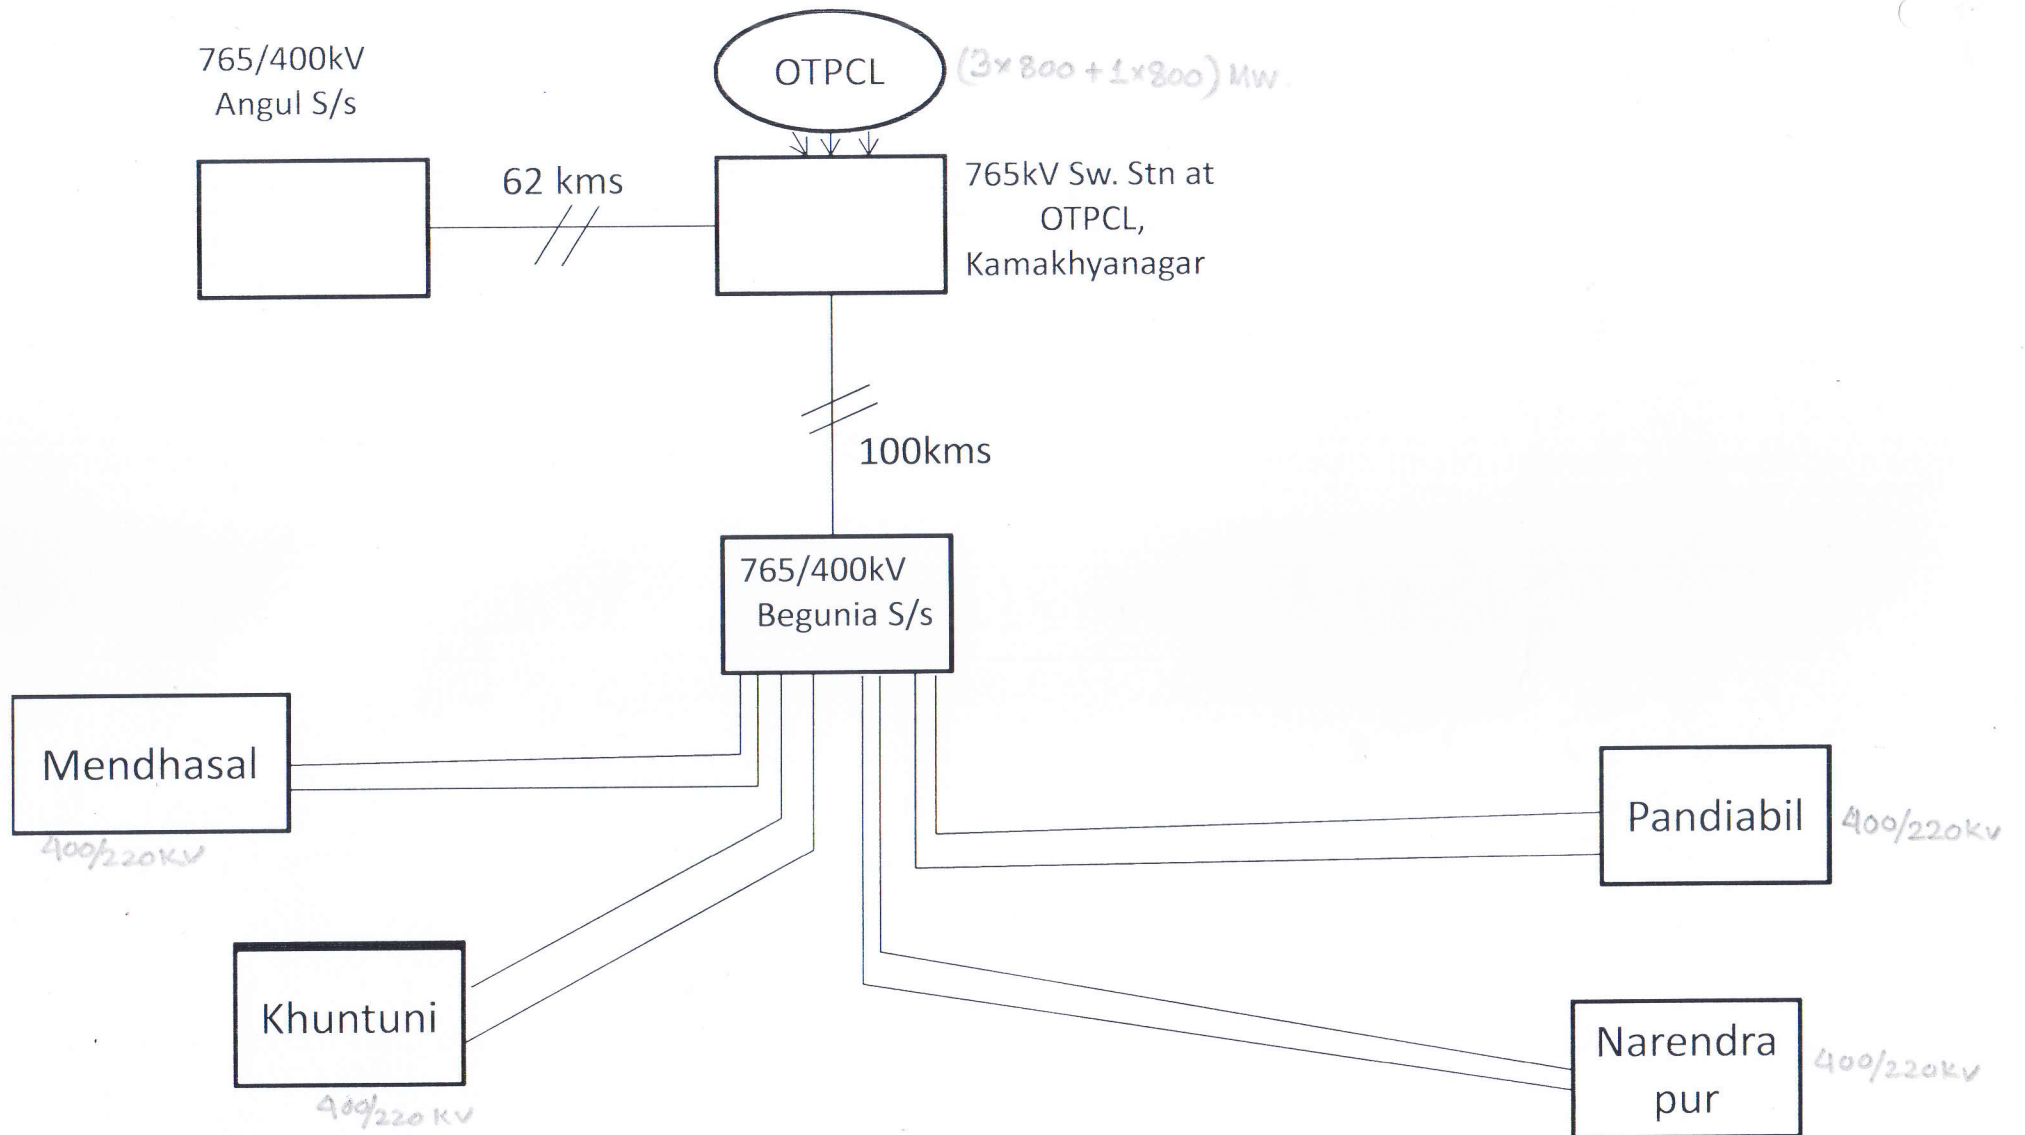 765/400kV
Angul S/s
OTPCL
(3x800 + 1x800) MW.
62 kms
765kV Sw. Stn at
OTPCL,
Kamakhyanagar
100kms
765/400kV
Begunia S/s
Mendhasal
400/220KV
Pandiabil
400/220KV
Khuntuni
400/220 KV
Narendra
pur
400/220KV